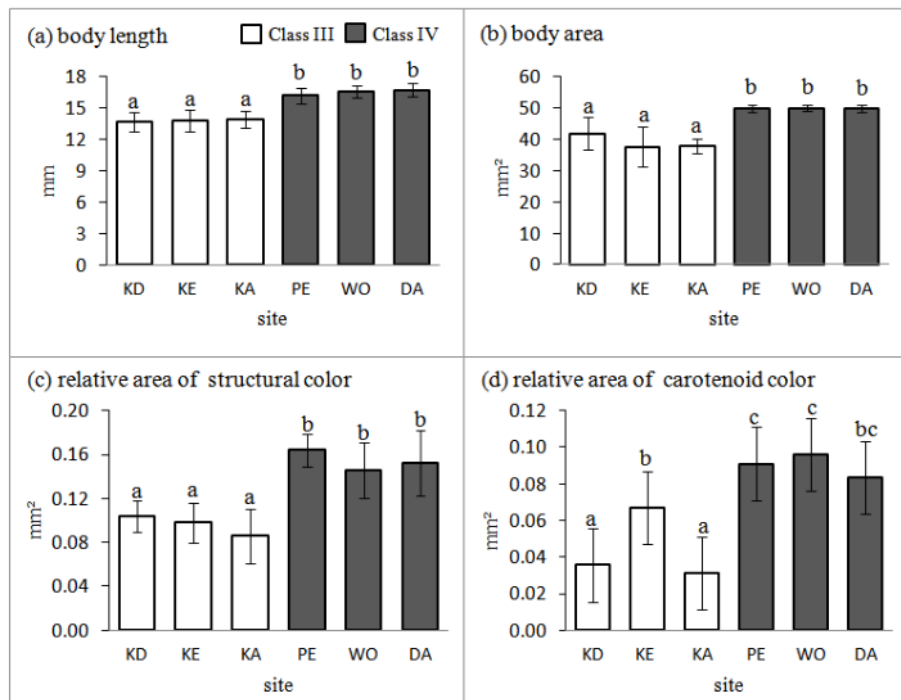 (a) body length
Class III Class IV
a a a b b b
18
15
12
9
6
3
0
mm
KD KE KA PE WO DA
site
(b) body area
a a a b b b
60
50
40
30
20
10
0
mm²
KD KE KA PE WO DA
site
(c) relative area of structural color
a a a b b b
0.20
0.16
0.12
0.08
0.04
0.00
mm²
KD KE KA PE WO DA
site
(d) relative area of carotenoid color
a b a c c bc
0.12
0.10
0.08
0.06
0.04
0.02
0.00
mm²
KD KE KA PE WO DA
site